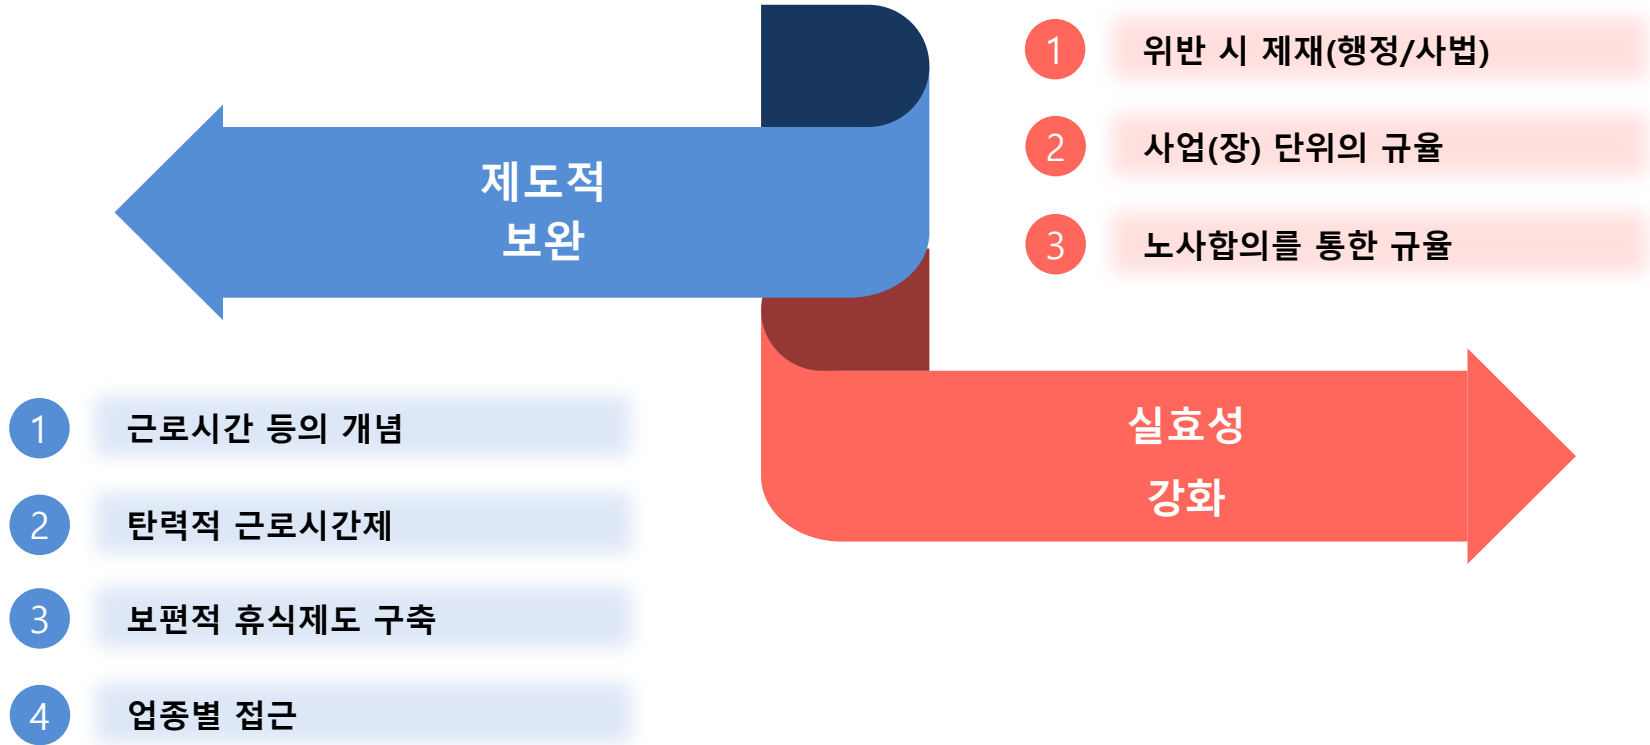 제도적
보완
1 근로시간 등의 개념
2 탄력적 근로시간제
3 보편적 휴식제도 구축
4 업종별 접근
1 위반 시 제재(행정/사법)
2 사업(장) 단위의 규율
3 노사합의를 통한 규율
실효성
강화